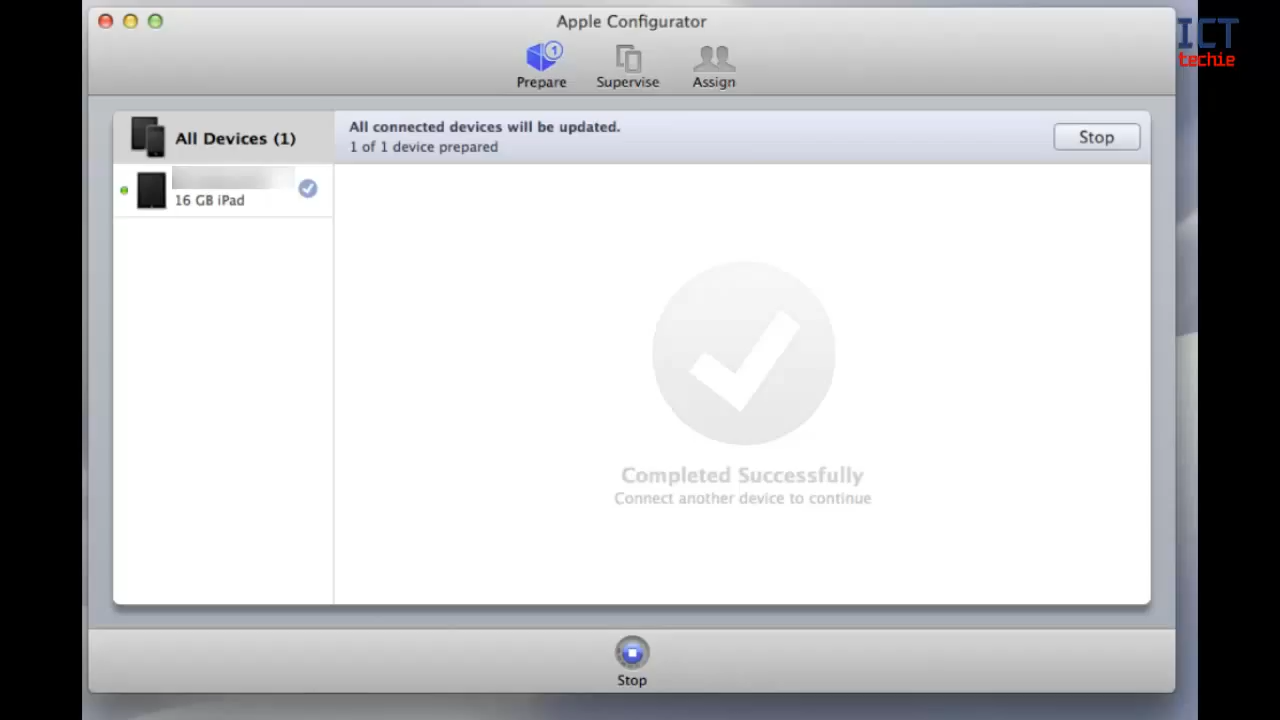 Apple Configurator
ICT
techie
1
Prepare
Supervise
Assign
All Devices (1)
All connected devices will be updated.
1 of 1 device prepared
Stop
16 GB iPad
Completed Successfully
Connect another device to continue
Stop